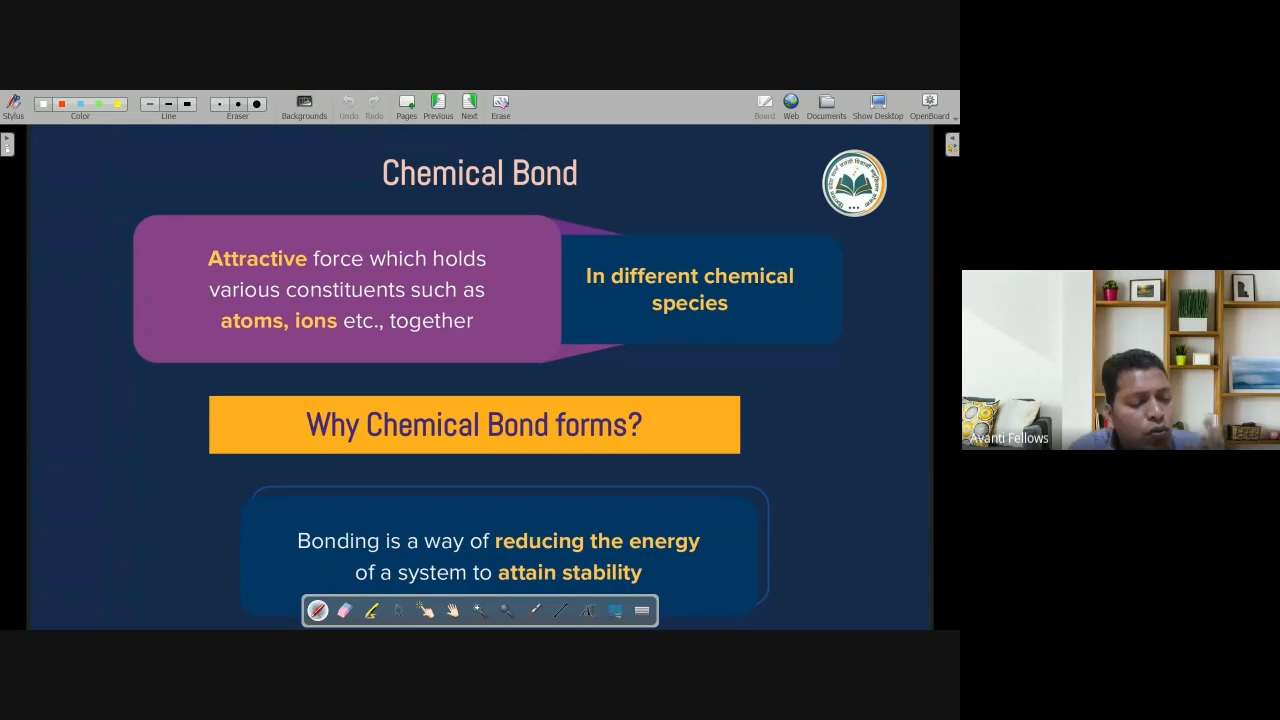 Stylus
Color
Line
Eraser
Backgrounds
Undo
Redo
Pages
Previous
Next
Erase
Board
Web
Documents
Show Desktop
OpenBoard
Chemical Bond
Attractive force which holds
various constituents such as
atoms, ions etc., together
In different chemical
species
Why Chemical Bond forms?
Bonding is a way of reducing the energy
of a system to attain stability
Avanti Fellows